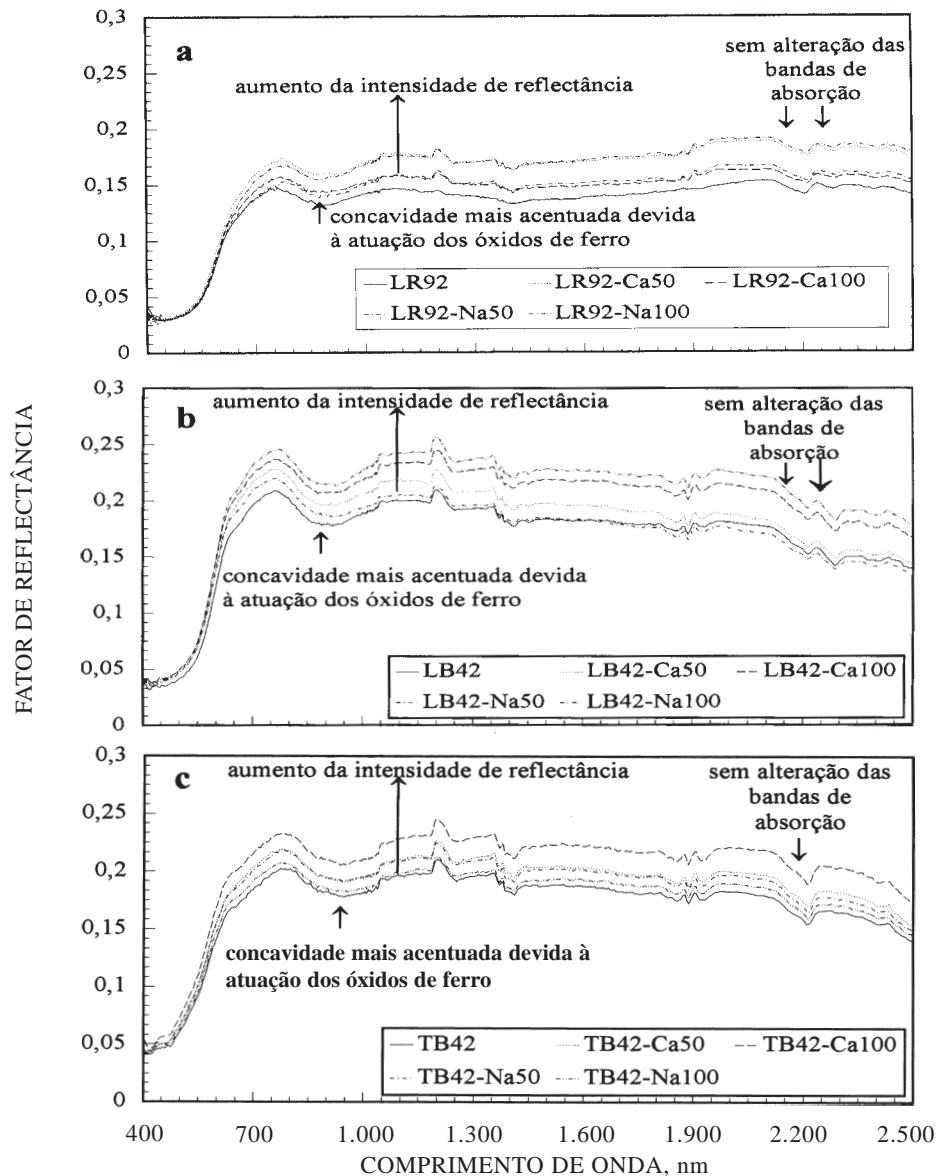 FATOR DE REFLECTÂNCIA
0,3
0,25
0,2
0,15
0,1
0,05
0
a
aumento da intensidade de reflectância
sem alteração das
bandas de
absorção
concavidade mais acentuada devida
à atuação dos óxidos de ferro
LR92 LR92-Ca50 LR92-Ca100
LR92-Na50 LR92-Na100
0,3
0,25
0,2
0,15
0,1
0,05
0
b
aumento da intensidade de reflectância
sem alteração das
bandas de
absorção
concavidade mais acentuada devida
à atuação dos óxidos de ferro
LB42 LB42-Ca50 LB42-Ca100
LB42-Na50 LB42-Na100
0,3
0,25
0,2
0,15
0,1
0,05
0
c
aumento da intensidade de reflectância
sem alteração das
bandas de
absorção
concavidade mais acentuada devida à
atuação dos óxidos de ferro
TB42 TB42-Ca50 TB42-Ca100
TB42-Na50 TB42-Na100
400 700 1.000 1.300 1.600 1.900 2.200 2.500
COMPRIMENTO DE ONDA, nm